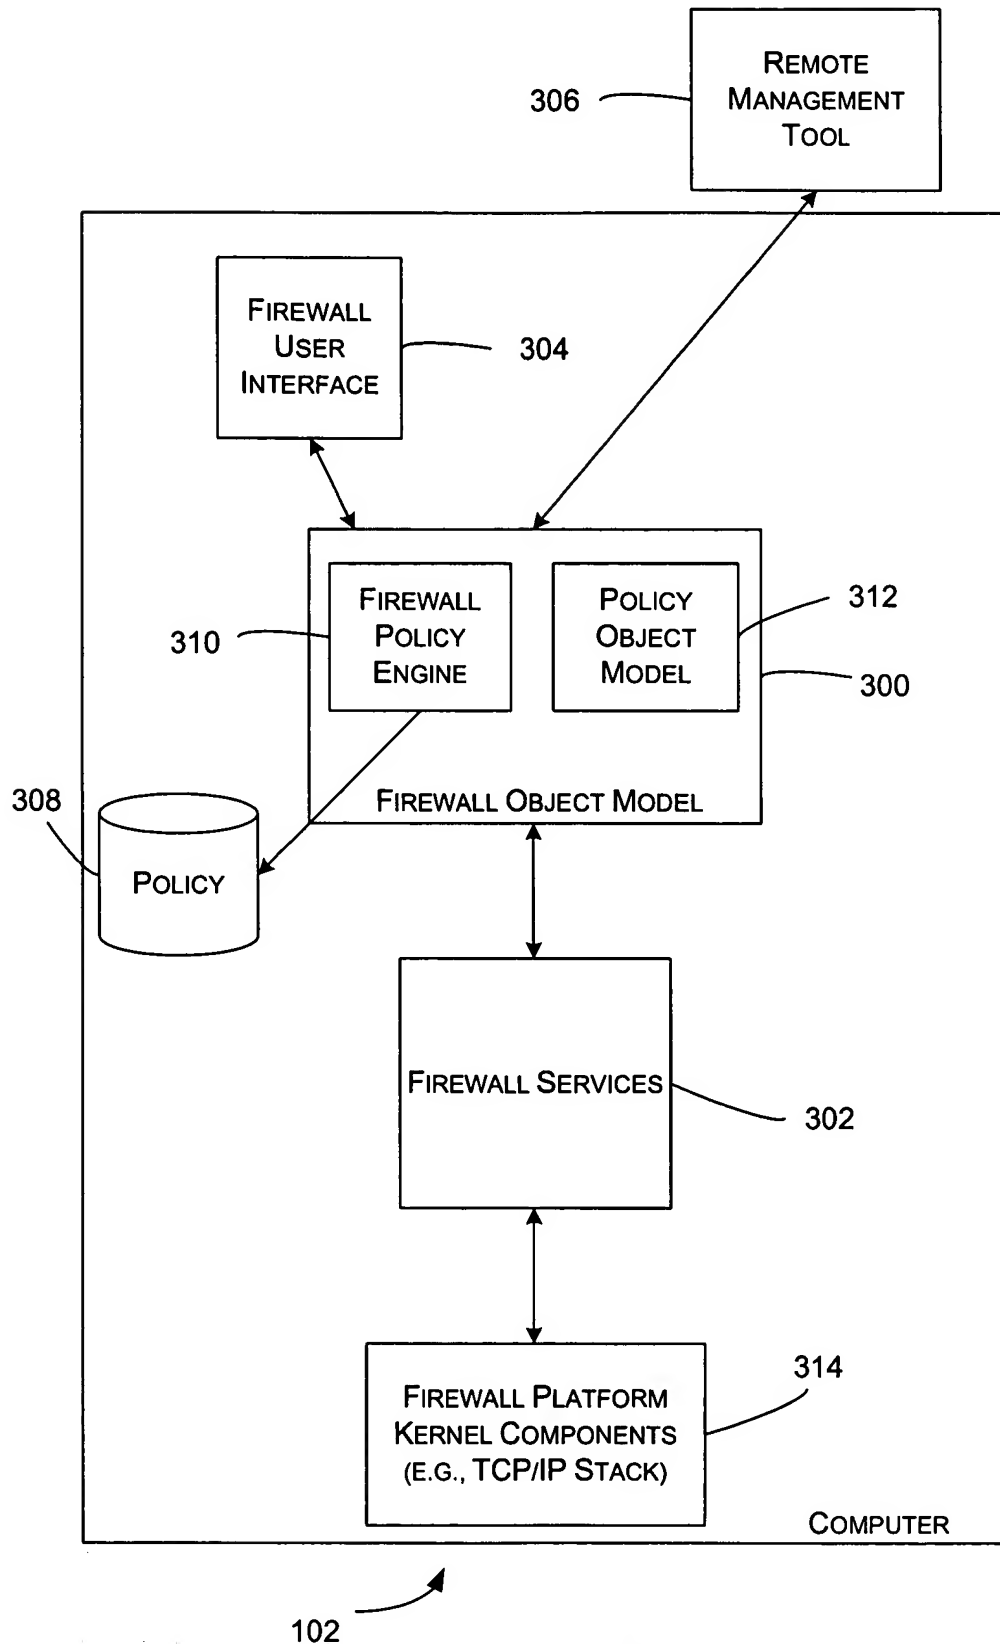 REMOTE
MANAGEMENT
TOOL
306
FIREWALL
USER
INTERFACE
304
FIREWALL
POLICY
ENGINE
310
POLICY
OBJECT
MODEL
312
300
FIREWALL OBJECT MODEL
308
POLICY
FIREWALL SERVICES
302
314
FIREWALL PLATFORM
KERNEL COMPONENTS
(E.G., TCP/IP STACK)
COMPUTER
102